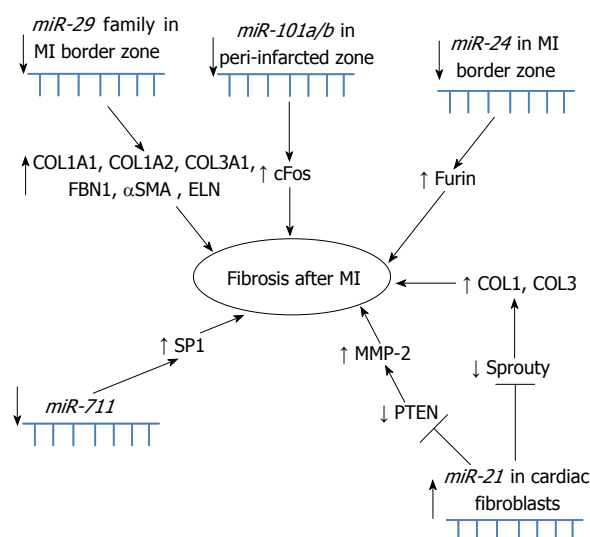 ↓ miR-29 family in
MI border zone
↓ miR-101a/b in
peri-infarcted zone
↓ miR-24 in MI
border zone
↑ COL1A1, COL1A2, COL3A1,
FBN1, αSMA , ELN
↑ cFos
↑ Furin
Fibrosis after MI
↑ COL1, COL3
↑ SP1
↑ MMP-2
↓ Sprouty
↓ miR-711
↓ PTEN
↑ miR-21 in cardiac
fibroblasts